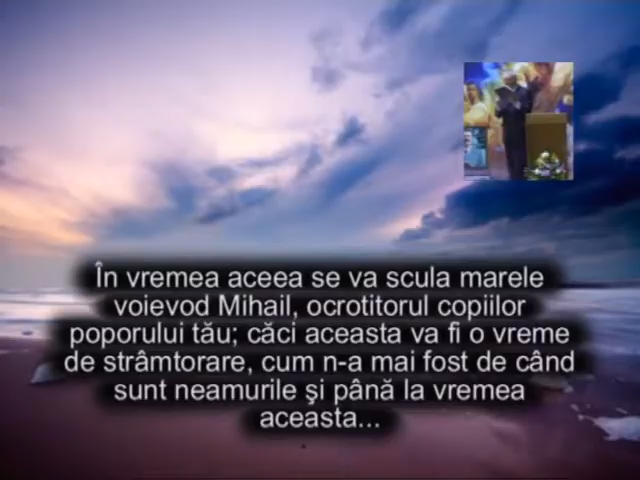 În vremea aceea se va scula marele
voievod Mihail, ocrotitorul copiilor
poporului tău; căci aceasta va fi o vreme
de strâmtorare, cum n-a mai fost de când
sunt neamurile şi până la vremea
aceasta...